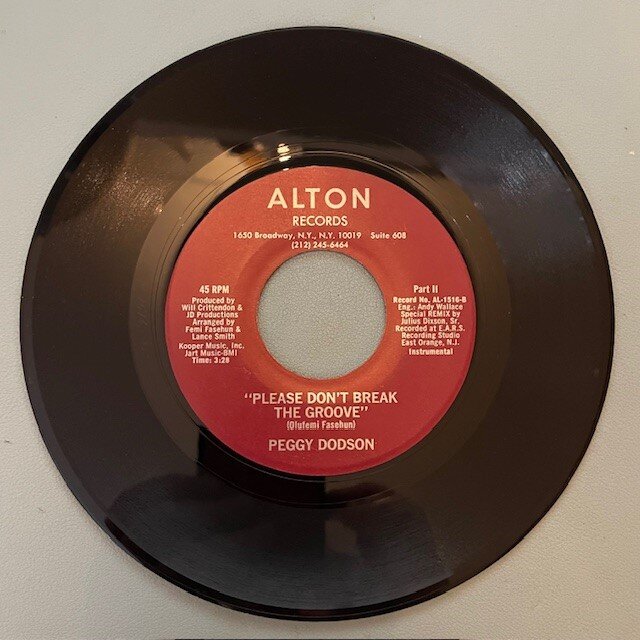 ALTON
RECORDS
1650 Broadway, N.Y., N.Y. 10019 Suite 608
(212) 245-6464
45 RPM
Produced by
Will Crittendon &
JD Productions
Arranged by
Femi Fasehun &
Lance Smith
Kooper Music, Inc.
Jart Music-BMI
Time: 3:28
Part II
Record No. AL-1516-B
Eng.: Andy Wallace
Special REMIX by
Julius Dixson, Sr.
Recorded at E.A.R.S.
Recording Studio
East Orange, N.J.
Instrumental
"PLEASE DON'T BREAK
THE GROOVE"
(Olufemi Fasehun)
PEGGY DODSON